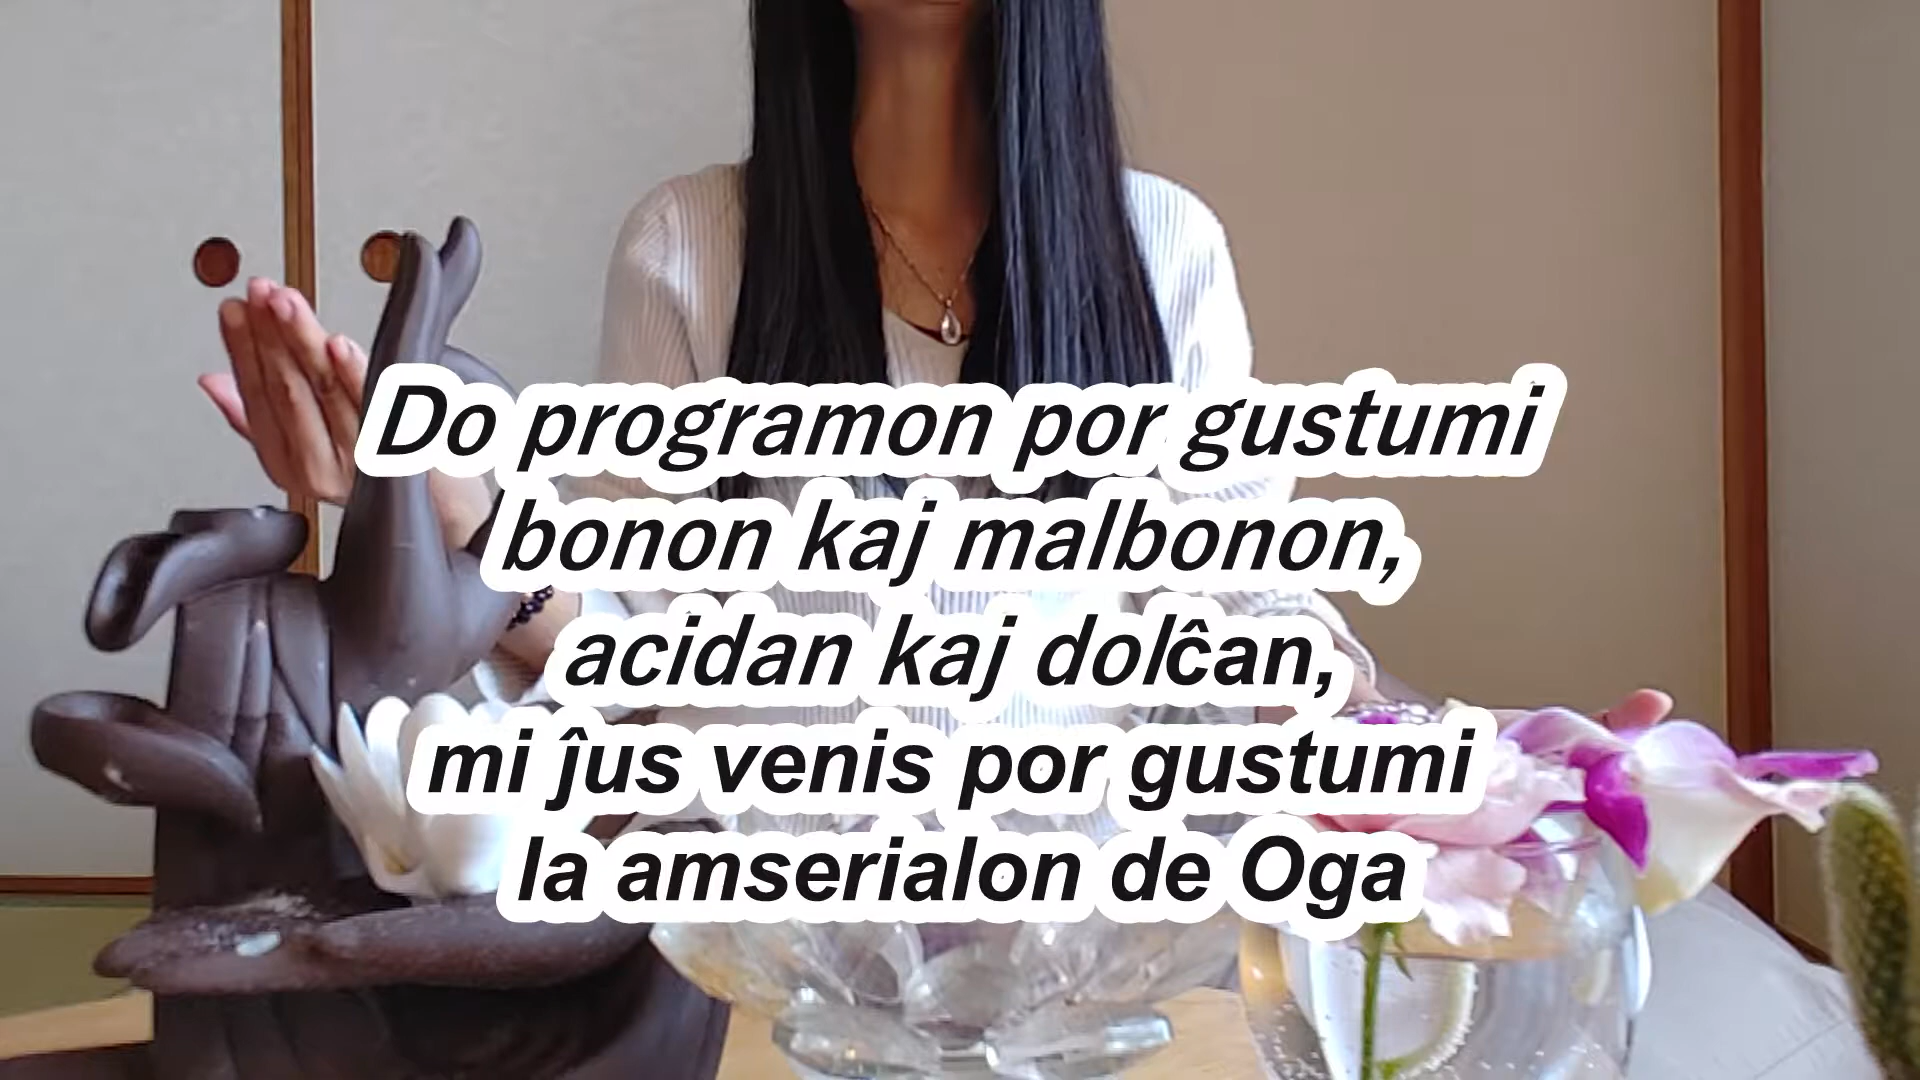 Do programon por gustumi
bonon kaj malbonon,
acidan kaj dolĉan,
mi ĵus venis por gustumi
la amserialon de Oga